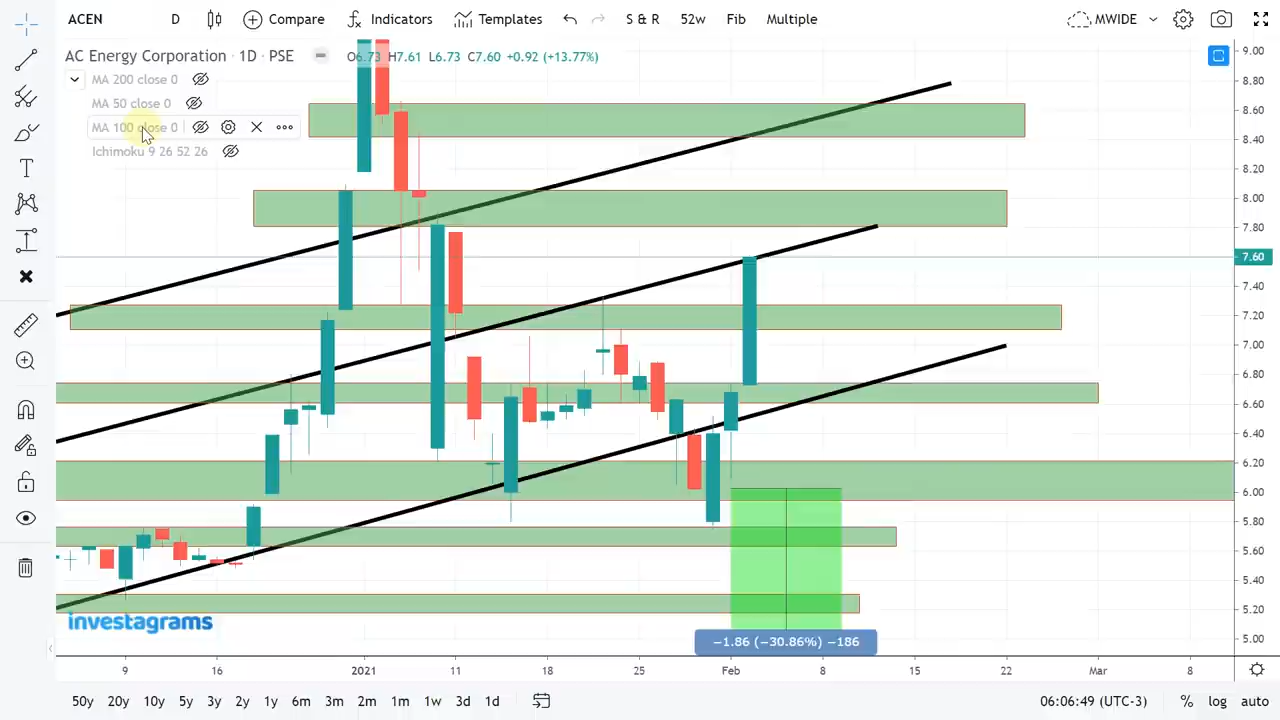 ACEN D Compare Indicators Templates S & R 52w Fib Multiple MWIDE
AC Energy Corporation · 1D · PSE O6.73 H7.61 L6.73 C7.60 +0.92 (+13.77%)
MA 200 close 0
MA 50 close 0
MA 100 close 0
Ichimoku 9 26 52 26
9.00
8.80
8.60
8.40
8.20
8.00
7.80
7.60
7.40
7.20
7.00
6.80
6.60
6.40
6.20
6.00
5.80
5.60
5.40
5.20
5.00
investagrams
−1.86 (−30.86%) −186
9 16 2021 11 18 25 Feb 8 15 22 Mar 8
50y 20y 10y 5y 3y 2y 1y 6m 3m 2m 1m 1w 3d 1d 06:06:49 (UTC-3) % log auto